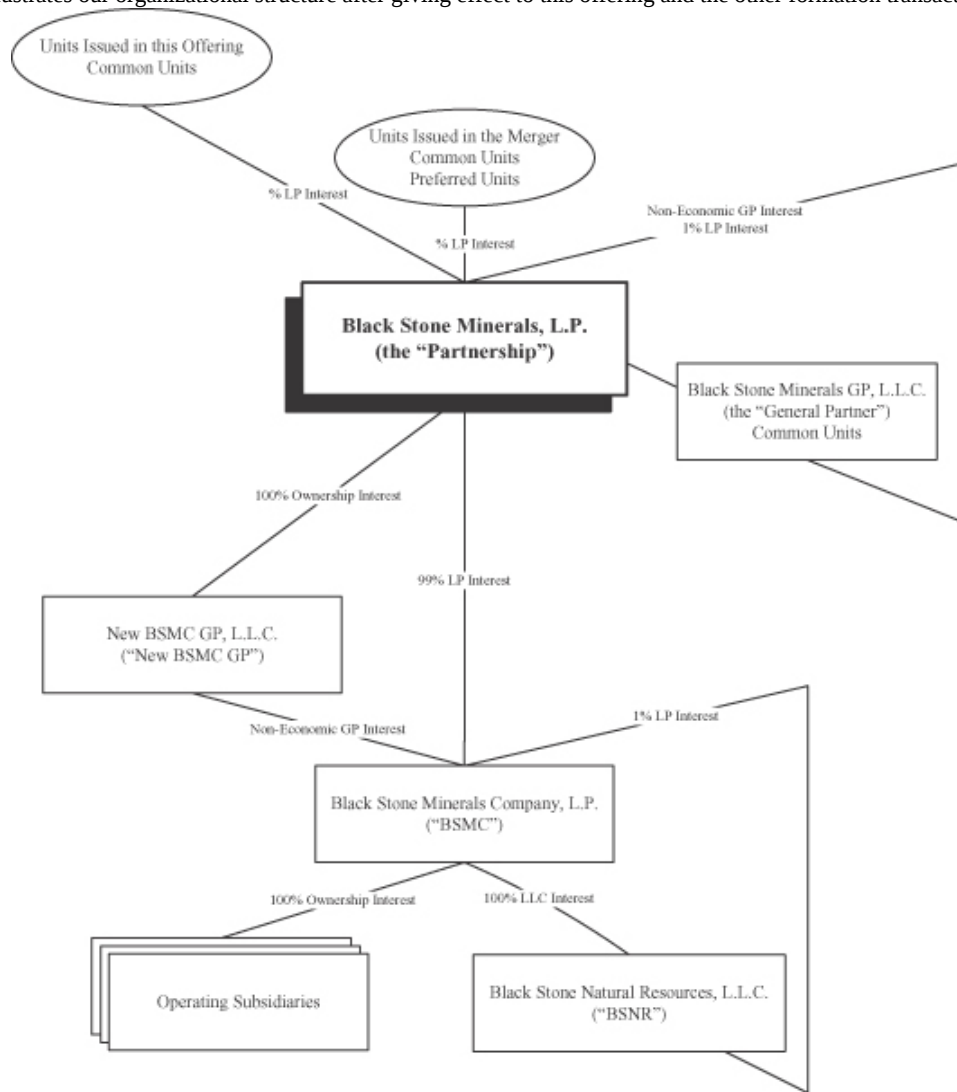 llustrates our organizational structure after giving effect to this offering and the other formation transac
Units Issued in this Offering
Common Units
Units Issued in the Merger
Common Units
Preferred Units
% LP Interest
Non-Economic GP Interest
1% LP Interest
% LP Interest
Black Stone Minerals, L.P.
(the “Partnership”)
Black Stone Minerals GP, L.L.C.
(the “General Partner”)
Common Units
100% Ownership Interest
99% LP Interest
New BSMC GP, L.L.C.
(“New BSMC GP”)
Non-Economic GP Interest
1% LP Interest
Black Stone Minerals Company, L.P.
(“BSMC”)
100% Ownership Interest
100% LLC Interest
Operating Subsidiaries
Black Stone Natural Resources, L.L.C.
(“BSNR”)